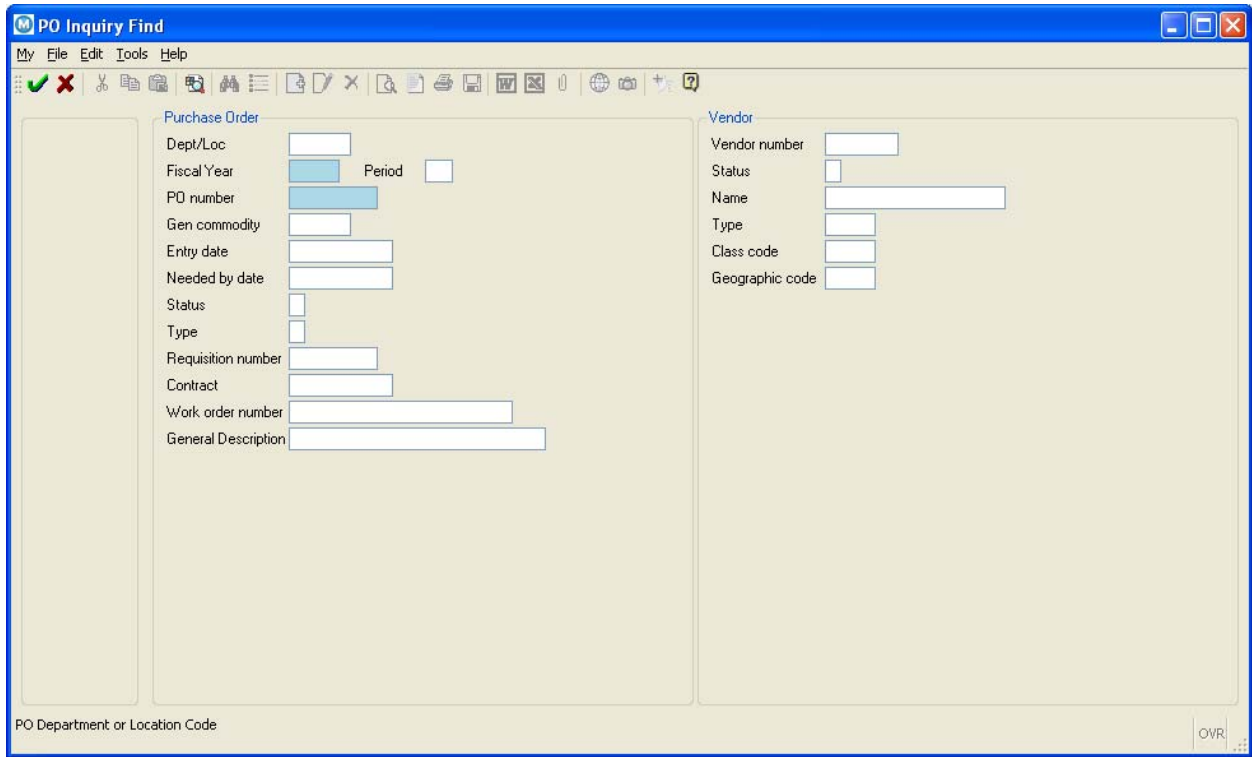 PO Inquiry Find
My File Edit Tools Help
Purchase Order
Dept/Loc
Fiscal Year Period
PO number
Gen commodity
Entry date
Needed by date
Status
Type
Requisition number
Contract
Work order number
General Description
Vendor
Vendor number
Status
Name
Type
Class code
Geographic code
PO Department or Location Code
OVR